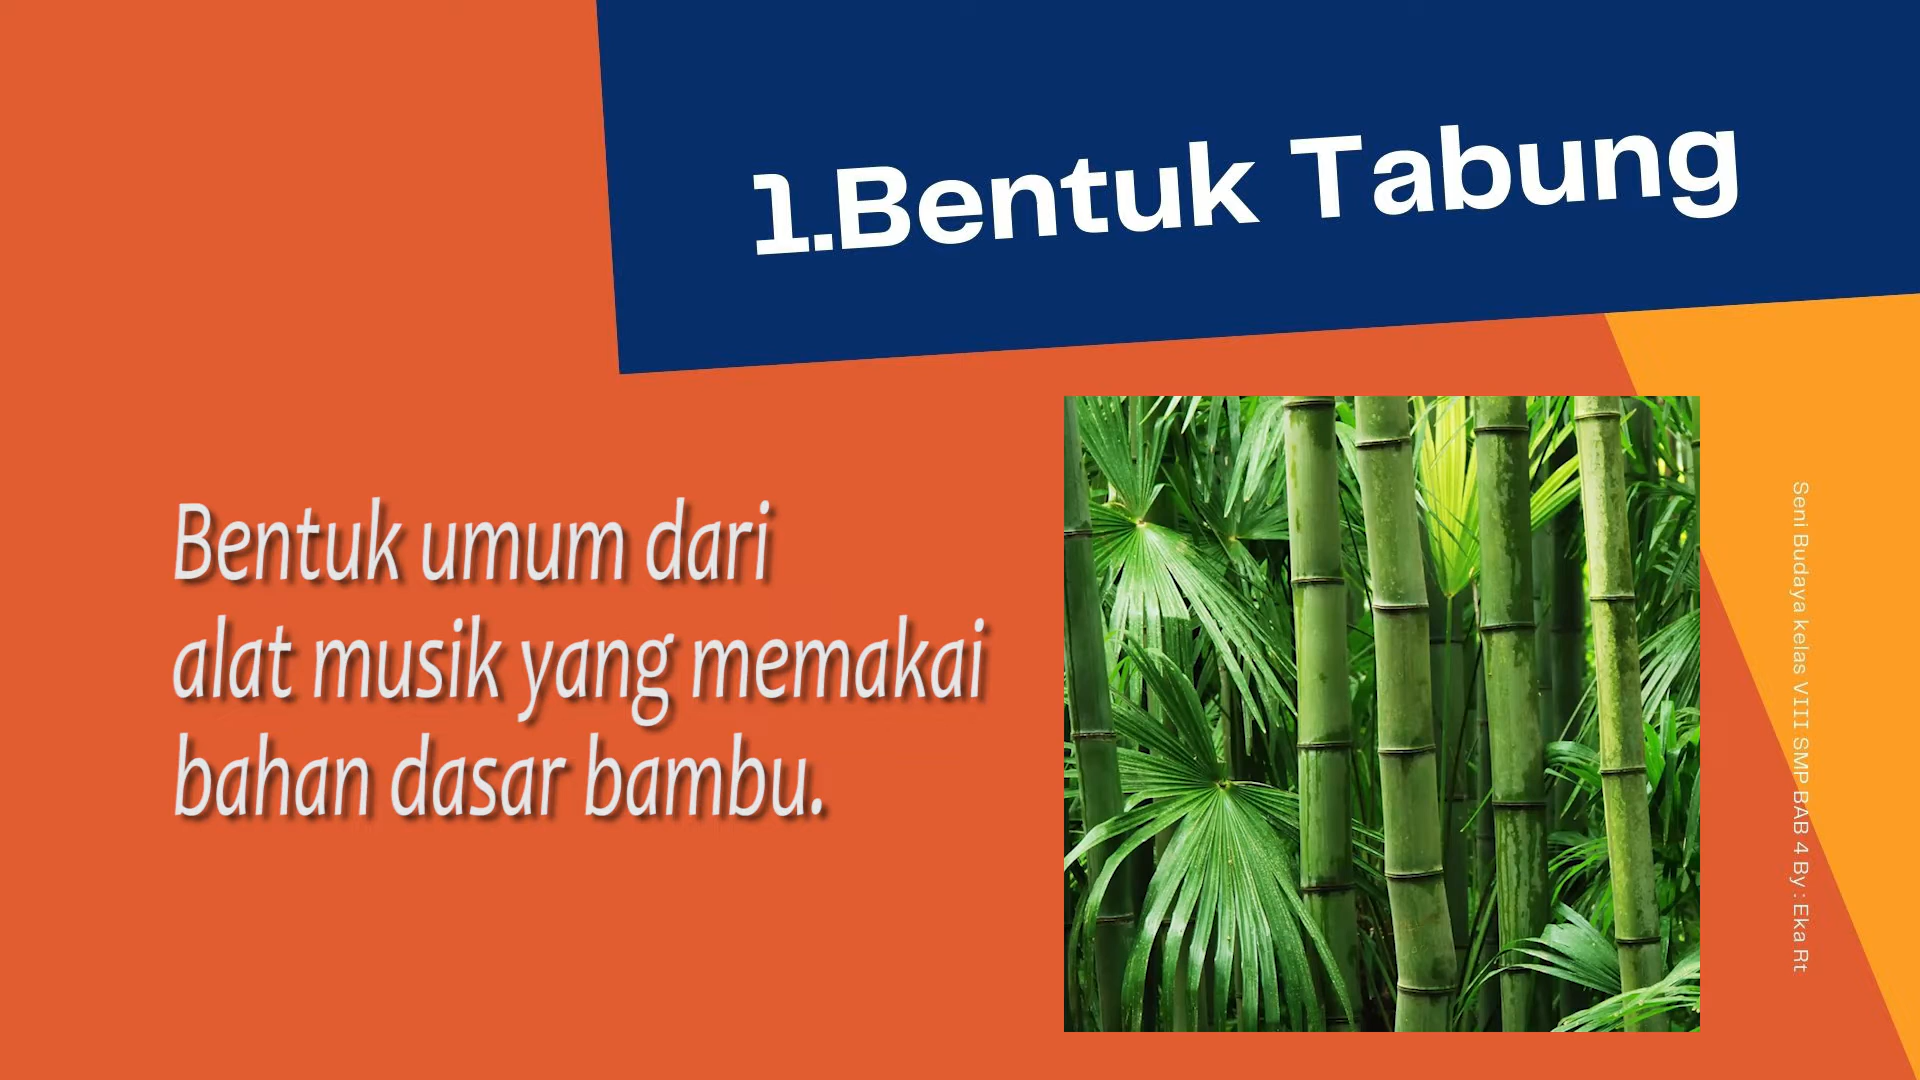 1.Bentuk Tabung
Bentuk umum dari
alat musik yang memakai
bahan dasar bambu.
Seni Budaya kelas VIIII SMP BAB 4 By : Eka Rt